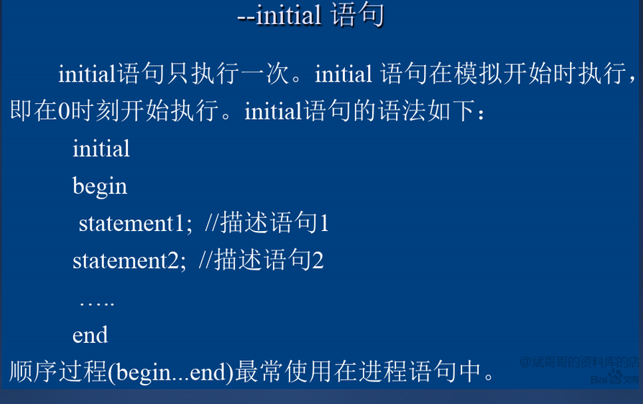 --initial 语句
initial语句只执行一次。initial 语句在模拟开始时执行，
即在0时刻开始执行。initial语句的语法如下：
initial
begin
statement1;  //描述语句1
statement2;  //描述语句2
…..
end
顺序过程(begin...end)最常使用在进程语句中。
Bai 文库